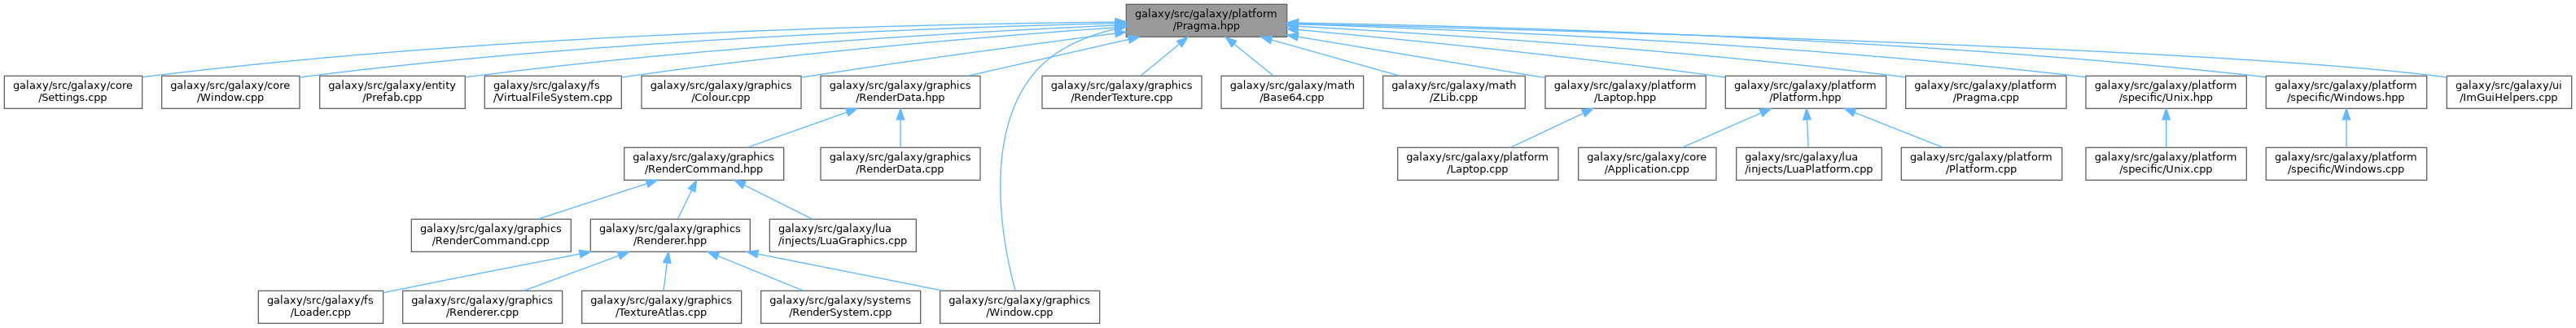 galaxy/src/galaxy/platform
/Pragma.hpp
galaxy/src/galaxy/core
/Settings.cpp
galaxy/src/galaxy/core
/Window.cpp
galaxy/src/galaxy/entity
/Prefab.cpp
galaxy/src/galaxy/fs
/VirtualFileSystem.cpp
galaxy/src/galaxy/graphics
/Colour.cpp
galaxy/src/galaxy/graphics
/RenderData.hpp
galaxy/src/galaxy/graphics
/RenderTexture.cpp
galaxy/src/galaxy/math
/Base64.cpp
galaxy/src/galaxy/math
/ZLib.cpp
galaxy/src/galaxy/platform
/Laptop.hpp
galaxy/src/galaxy/platform
/Platform.hpp
galaxy/src/galaxy/platform
/Pragma.cpp
galaxy/src/galaxy/platform
/specific/Unix.hpp
galaxy/src/galaxy/platform
/specific/Windows.hpp
galaxy/src/galaxy/ui
/ImGuiHelpers.cpp
galaxy/src/galaxy/graphics
/RenderCommand.hpp
galaxy/src/galaxy/graphics
/RenderData.cpp
galaxy/src/galaxy/platform
/Laptop.cpp
galaxy/src/galaxy/core
/Application.cpp
galaxy/src/galaxy/lua
/injects/LuaPlatform.cpp
galaxy/src/galaxy/platform
/Platform.cpp
galaxy/src/galaxy/platform
/specific/Unix.cpp
galaxy/src/galaxy/platform
/specific/Windows.cpp
galaxy/src/galaxy/graphics
/RenderCommand.cpp
galaxy/src/galaxy/graphics
/Renderer.hpp
galaxy/src/galaxy/lua
/injects/LuaGraphics.cpp
galaxy/src/galaxy/fs
/Loader.cpp
galaxy/src/galaxy/graphics
/Renderer.cpp
galaxy/src/galaxy/graphics
/TextureAtlas.cpp
galaxy/src/galaxy/systems
/RenderSystem.cpp
galaxy/src/galaxy/graphics
/Window.cpp